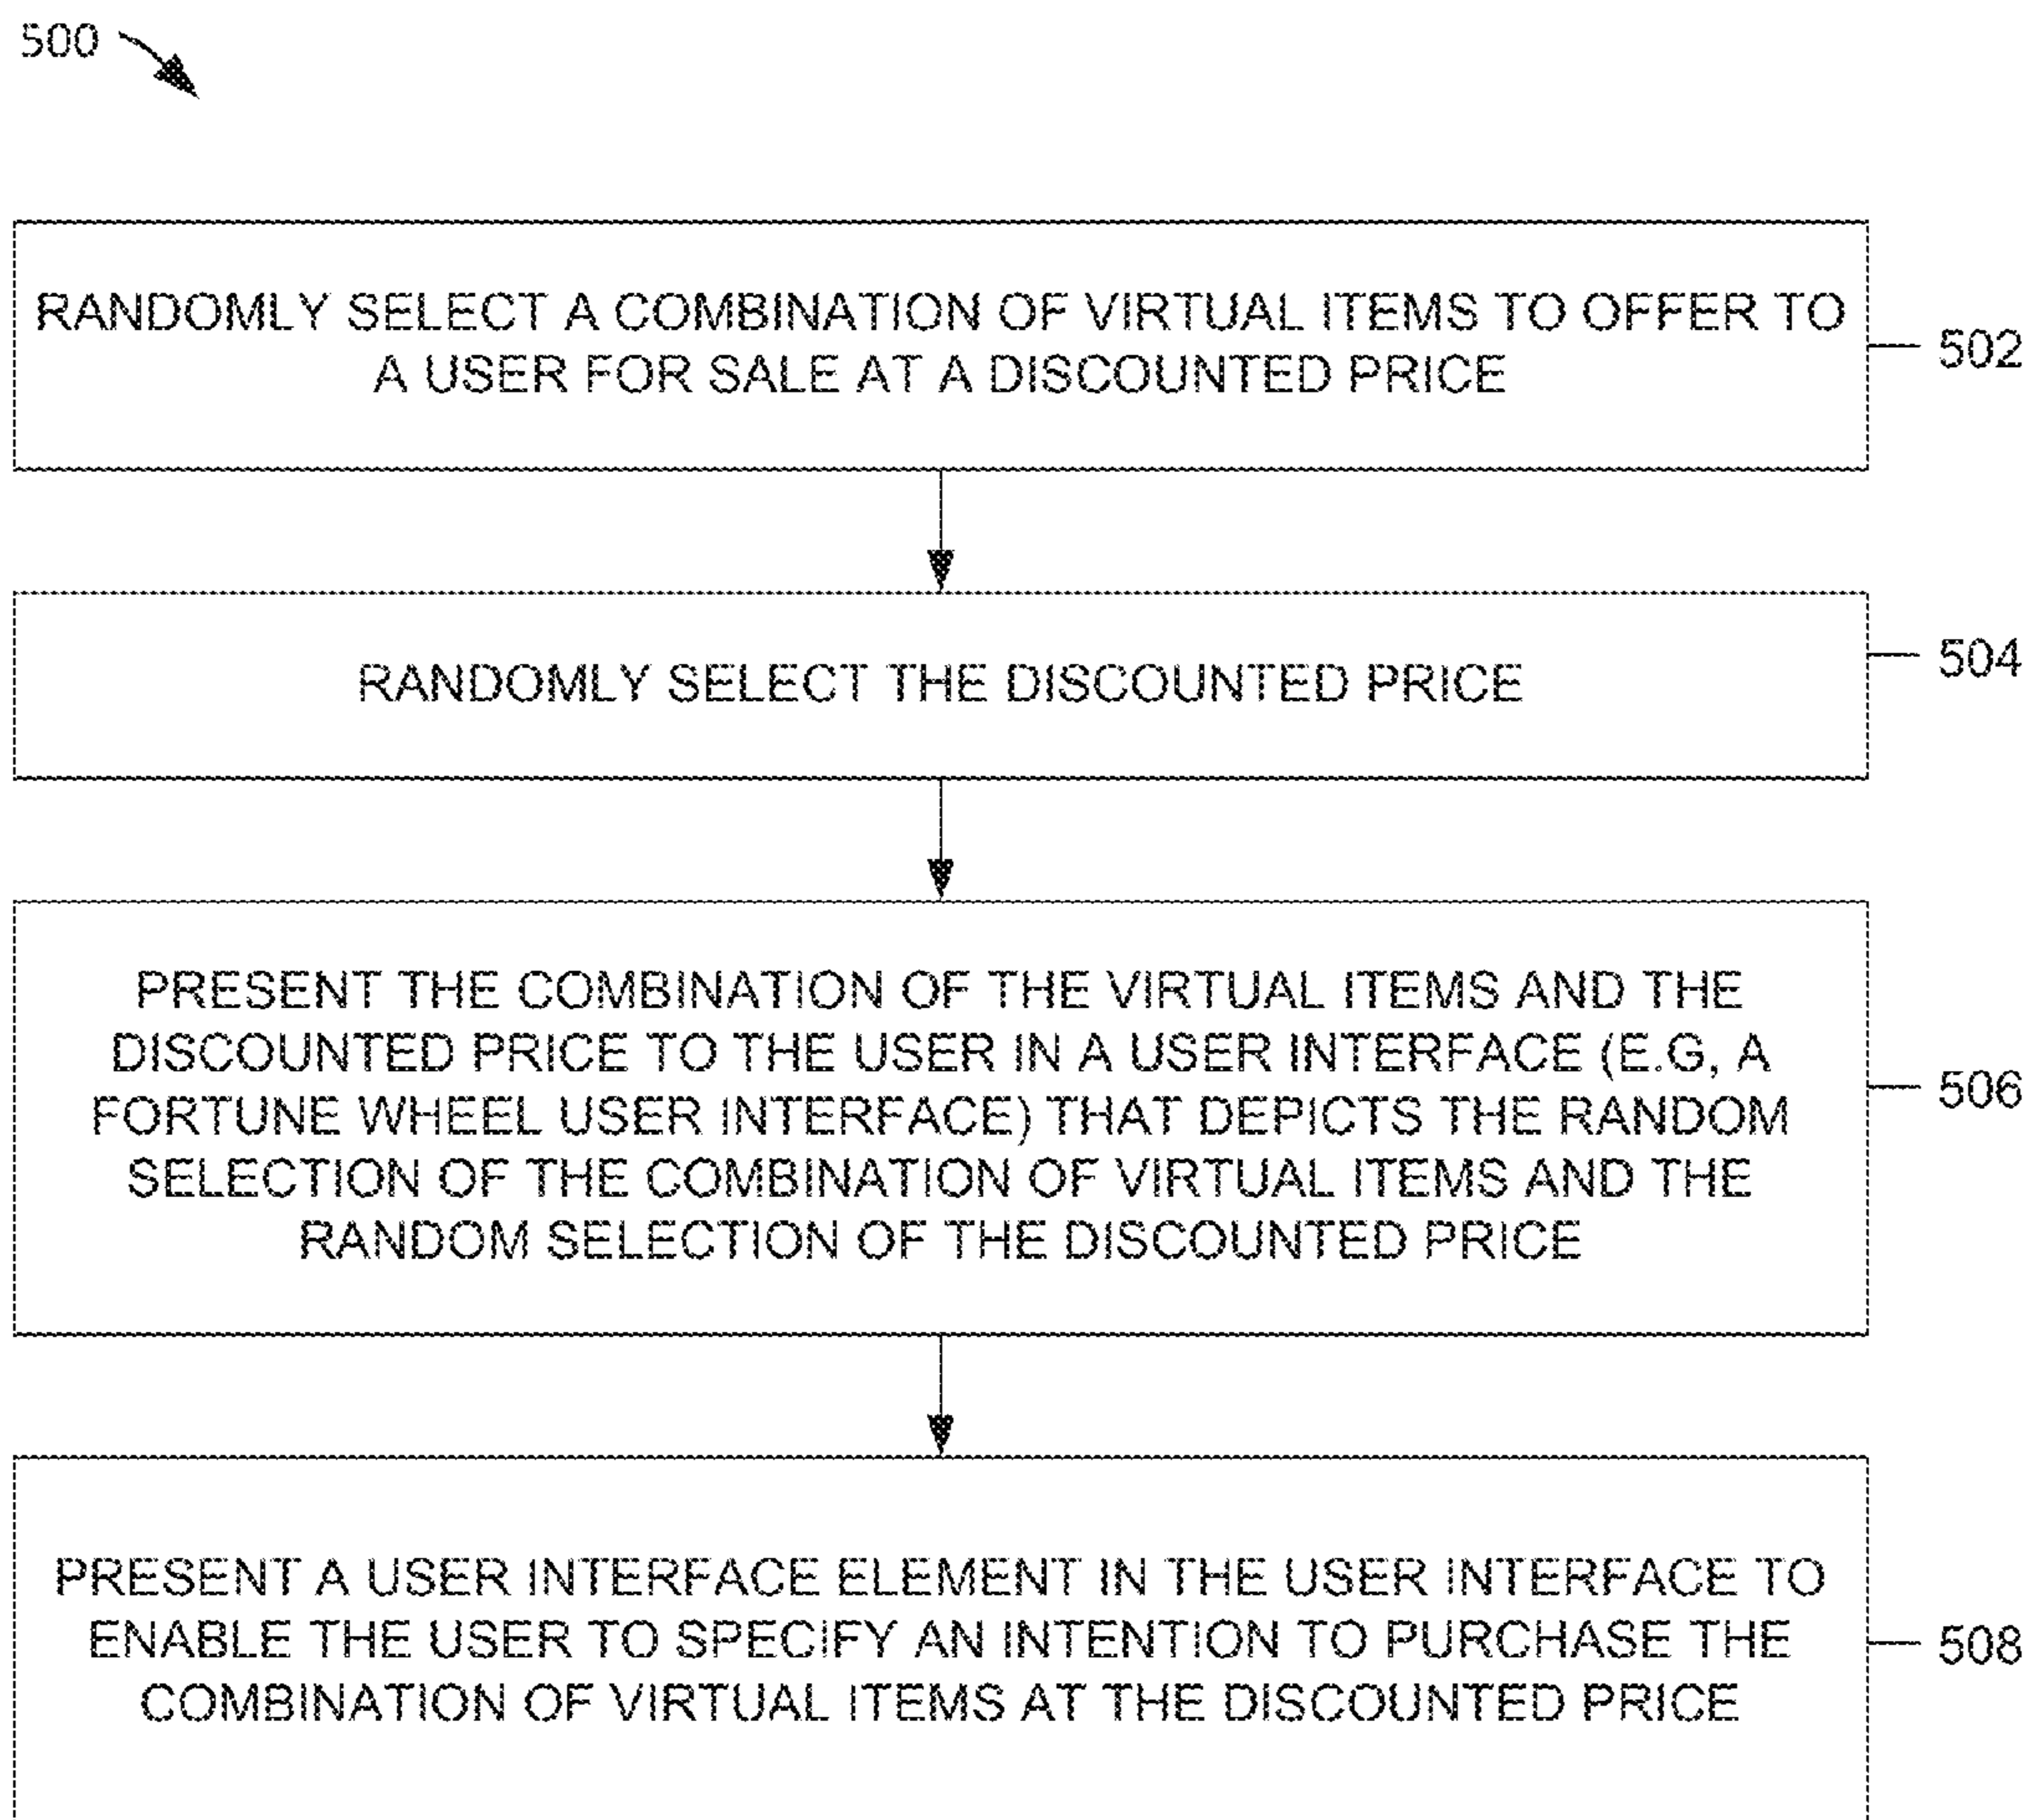 500
RANDOMLY SELECT A COMBINATION OF VIRTUAL ITEMS TO OFFER TO
A USER FOR SALE AT A DISCOUNTED PRICE
502
RANDOMLY SELECT THE DISCOUNTED PRICE
504
PRESENT THE COMBINATION OF THE VIRTUAL ITEMS AND THE
DISCOUNTED PRICE TO THE USER IN A USER INTERFACE (E.G, A
FORTUNE WHEEL USER INTERFACE) THAT DEPICTS THE RANDOM
SELECTION OF THE COMBINATION OF VIRTUAL ITEMS AND THE
RANDOM SELECTION OF THE DISCOUNTED PRICE
506
PRESENT A USER INTERFACE ELEMENT IN THE USER INTERFACE TO
ENABLE THE USER TO SPECIFY AN INTENTION TO PURCHASE THE
COMBINATION OF VIRTUAL ITEMS AT THE DISCOUNTED PRICE
508